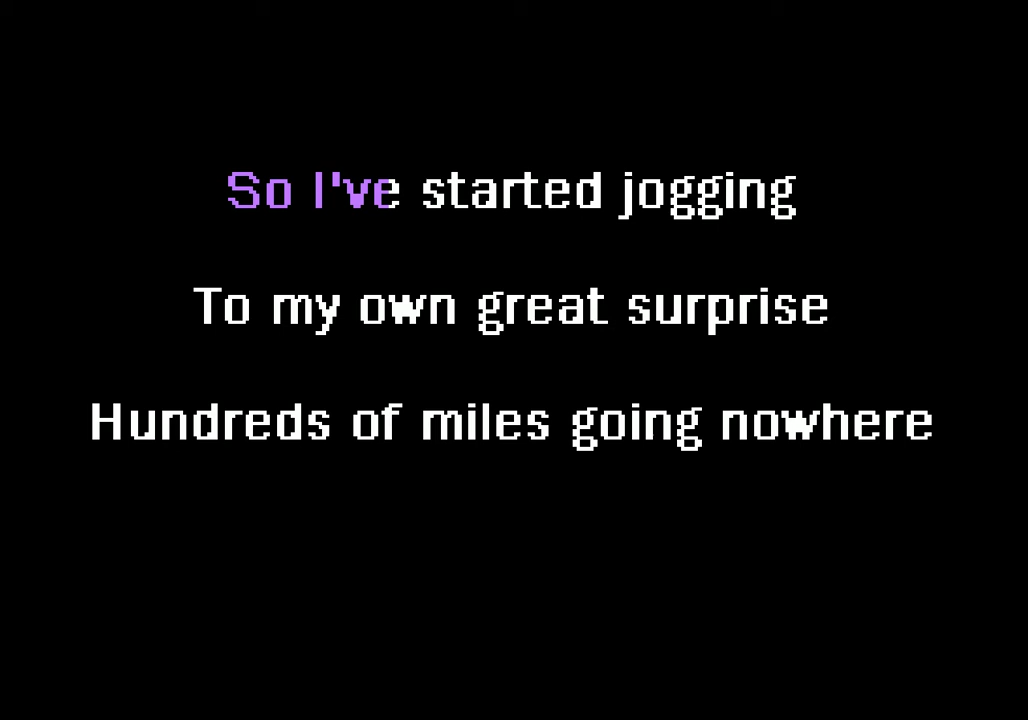 So I've started jogging
To my own great surprise
Hundreds of miles going nowhere